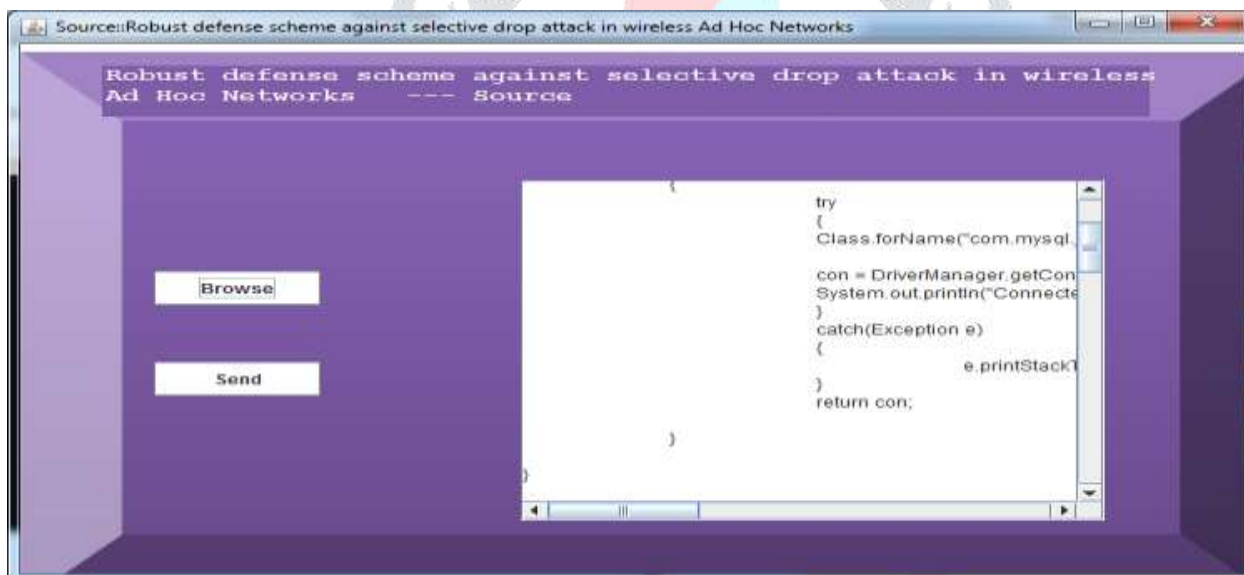 Source::Robust defense scheme against selective drop attack in wireless Ad Hoc Networks
Robust defense scheme against selective drop attack in wireless
Ad Hoc Networks --- Source
Browse
Send
{
try
{
Class.forName("com.mysql.
con = DriverManager.getCon
System.out.println("Connecte
}
catch(Exception e)
{
e.printStackT
}
return con;
}
}